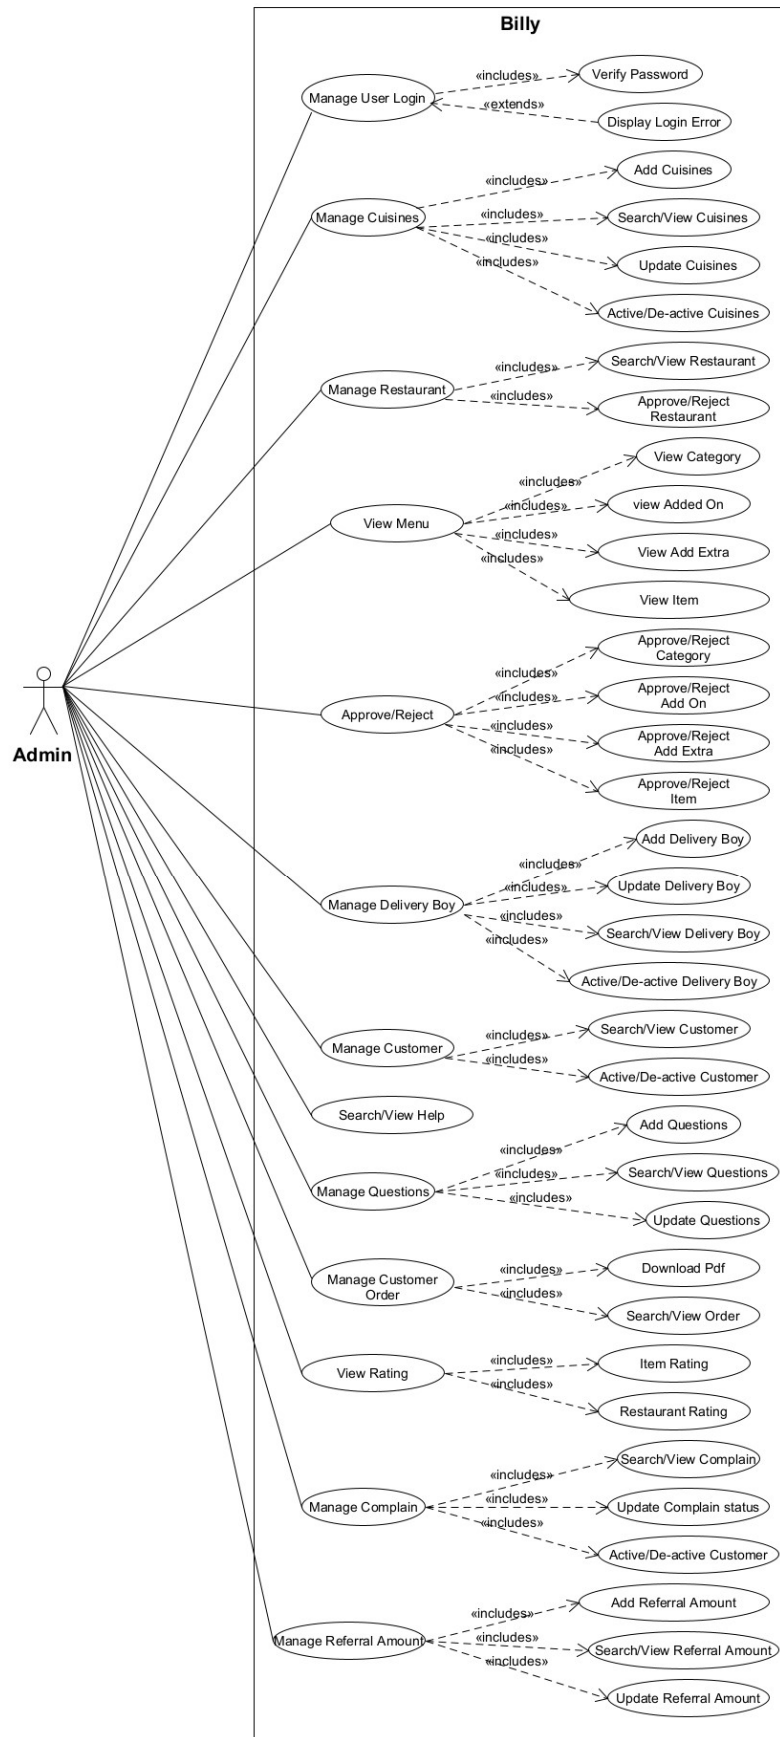 Billy
Manage User Login
«includes»
Verify Password
«extends»
Display Login Error
Manage Cuisines
«includes»
Add Cuisines
«includes»
Search/View Cuisines
«includes»
Update Cuisines
«includes»
Active/De-active Cuisines
Manage Restaurant
«includes»
Search/View Restaurant
«includes»
Approve/Reject
Restaurant
View Menu
«includes»
View Category
«includes»
view Added On
«includes»
View Add Extra
«includes»
View Item
Admin
Approve/Reject
«includes»
Approve/Reject
Category
«includes»
Approve/Reject
Add On
«includes»
Approve/Reject
Add Extra
«includes»
Approve/Reject
Item
Manage Delivery Boy
«includes»
Add Delivery Boy
«includes»
Update Delivery Boy
«includes»
Search/View Delivery Boy
«includes»
Active/De-active Delivery Boy
Manage Customer
«includes»
Search/View Customer
«includes»
Active/De-active Customer
Search/View Help
Manage Questions
«includes»
Add Questions
«includes»
Search/View Questions
«includes»
Update Questions
Manage Customer
Order
«includes»
Download Pdf
«includes»
Search/View Order
View Rating
«includes»
Item Rating
«includes»
Restaurant Rating
Manage Complain
«includes»
Search/View Complain
«includes»
Update Complain status
«includes»
Active/De-active Customer
Manage Referral Amount
«includes»
Add Referral Amount
«includes»
Search/View Referral Amount
«includes»
Update Referral Amount